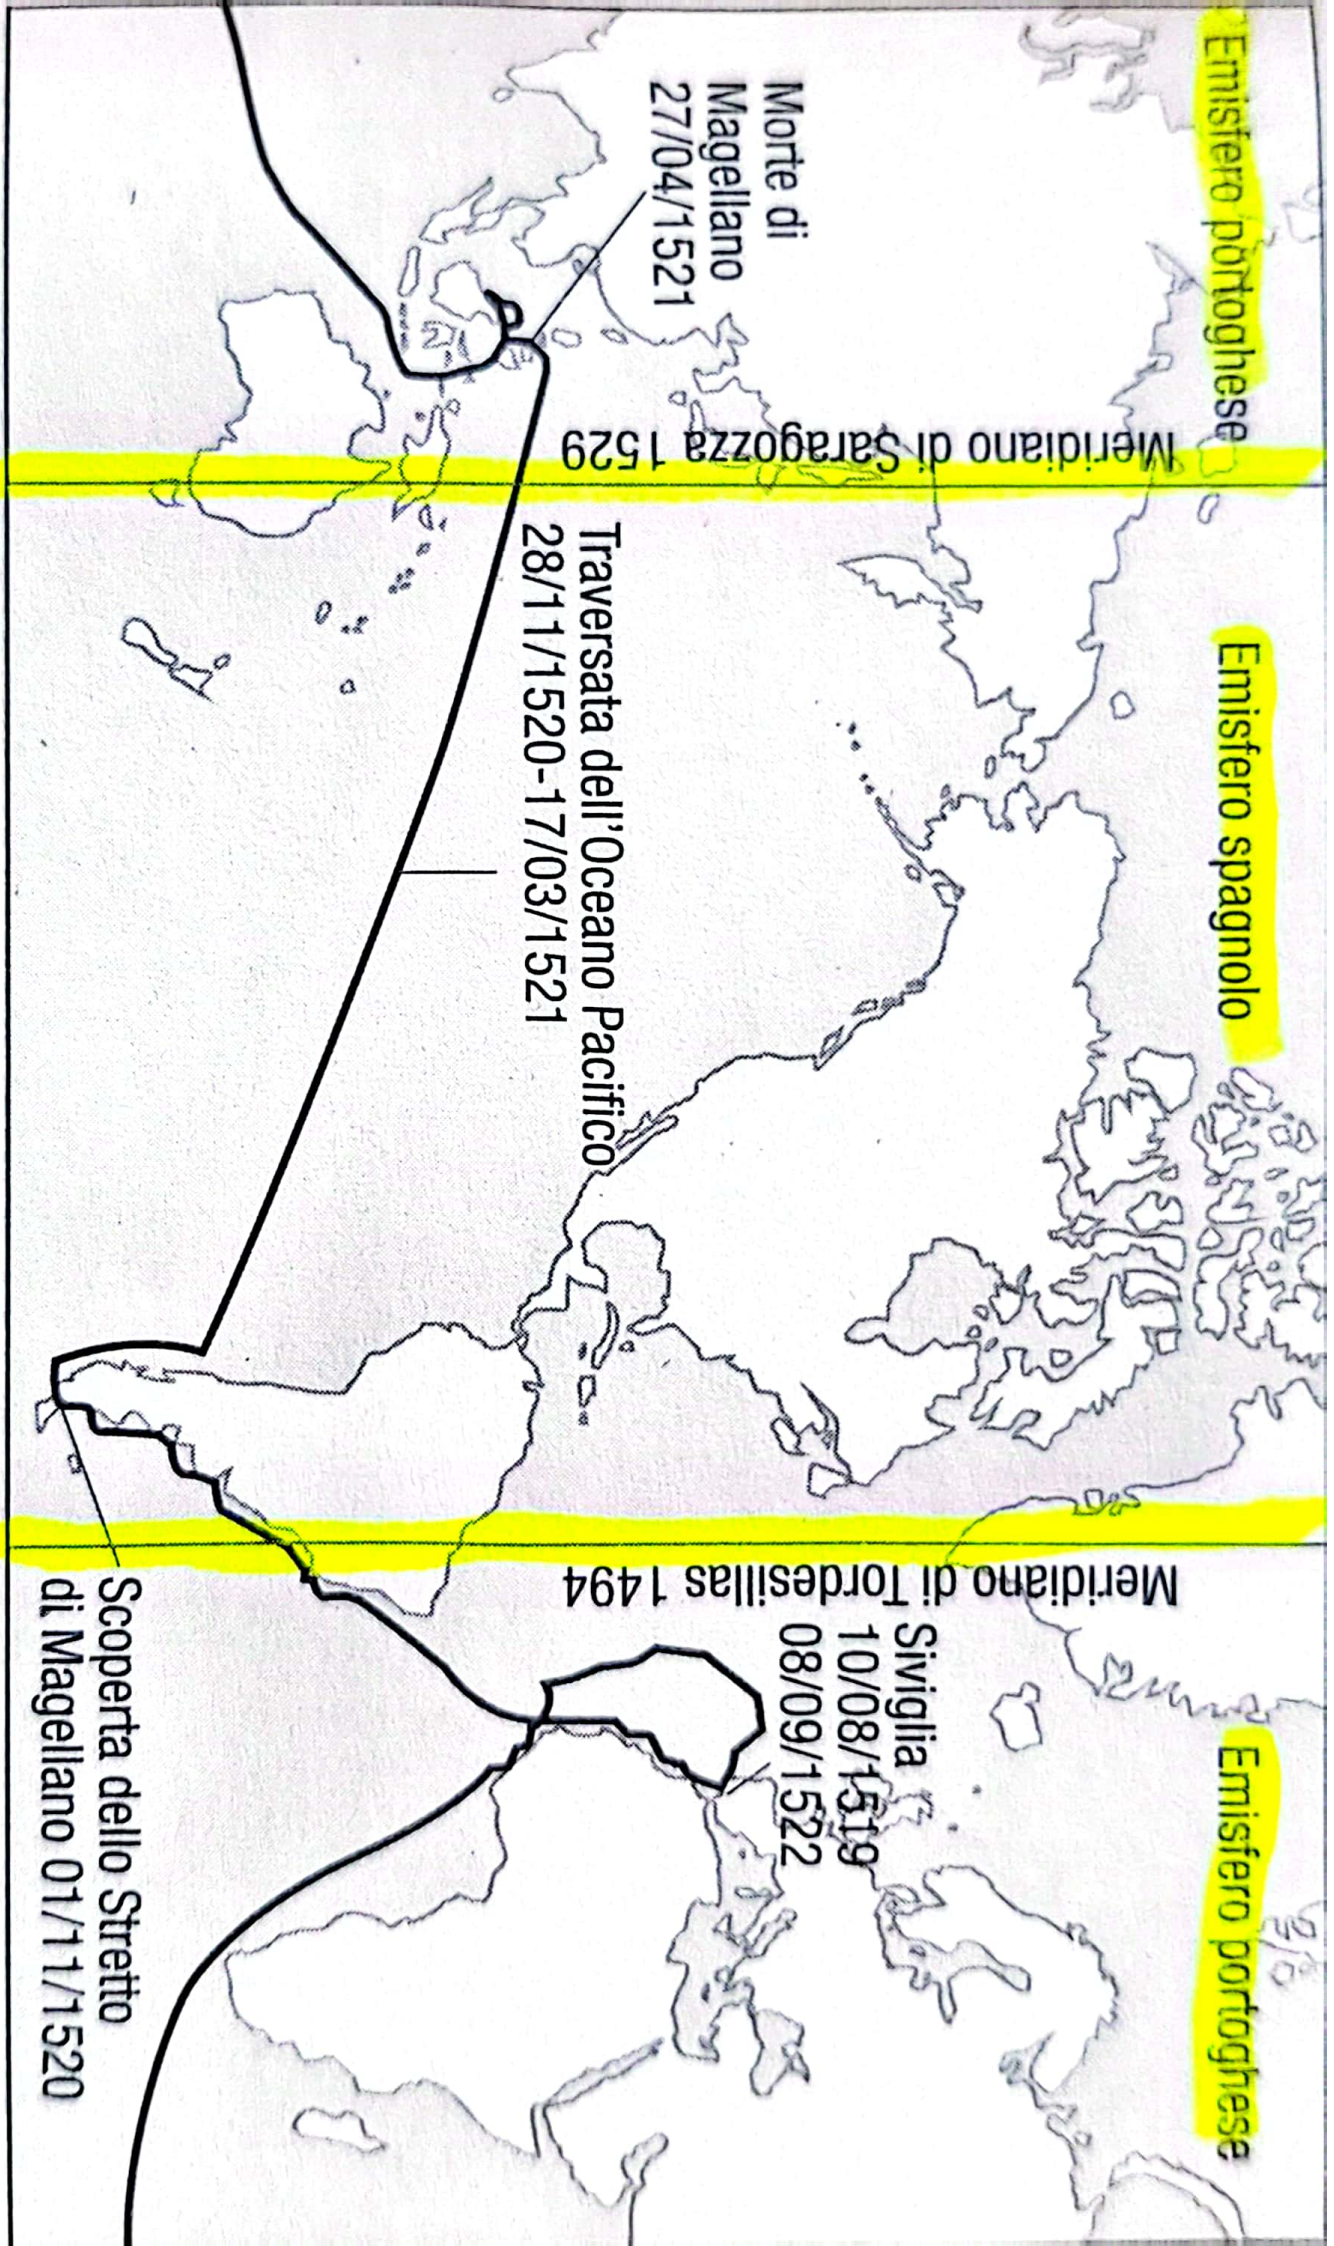 Emisfero portoghese
Emisfero spagnolo
Emisfero portoghese
Morte di
Magellano
27/04/1521
Meridiano di Saragozza 1529
Traversata dell'Oceano Pacifico
28/11/1520-17/03/1521
Meridiano di Tordesillas 1494
Siviglia
10/08/1519
08/09/1522
Scoperta dello Stretto
di Magellano 01/11/1520